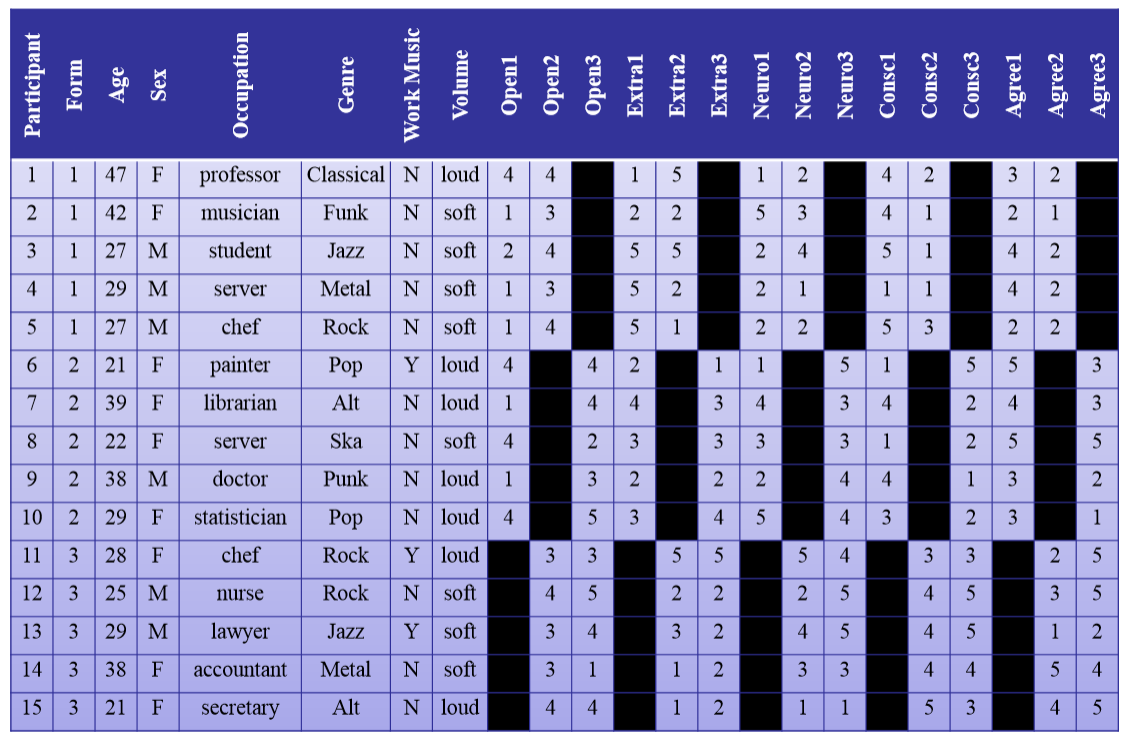 Participant Form Age Sex Occupation Genre Work Music Volume Open1 Open2 Open3 Extra1 Extra2 Extra3 Neuro1 Neuro2 Neuro3 Consc1 Consc2 Consc3 Agree1 Agree2 Agree3
1 1 47 F professor Classical N loud 4 4 1 5 1 2 4 2 3 2
2 1 42 F musician Funk N soft 1 3 2 2 5 3 4 1 2 1
3 1 27 M student Jazz N soft 2 4 5 5 2 4 5 1 4 2
4 1 29 M server Metal N soft 1 3 5 2 2 1 1 1 4 2
5 1 27 M chef Rock N soft 1 4 5 1 2 2 5 3 2 2
6 2 21 F painter Pop Y loud 4 4 2 1 1 5 1 5 5 3
7 2 39 F librarian Alt N loud 1 4 4 3 4 3 4 2 4 3
8 2 22 F server Ska N soft 4 2 3 3 3 3 1 2 5 5
9 2 38 M doctor Punk N loud 1 3 2 2 2 4 4 1 3 2
10 2 29 F statistician Pop N loud 4 5 3 4 5 4 3 2 3 1
11 3 28 F chef Rock Y loud 3 3 5 5 5 4 3 3 2 5
12 3 25 M nurse Rock N soft 4 5 2 2 2 5 4 5 3 5
13 3 29 M lawyer Jazz Y soft 3 4 3 2 4 5 4 5 1 2
14 3 38 F accountant Metal N soft 3 1 1 2 3 3 4 4 5 4
15 3 21 F secretary Alt N loud 4 4 1 2 1 1 5 3 4 5